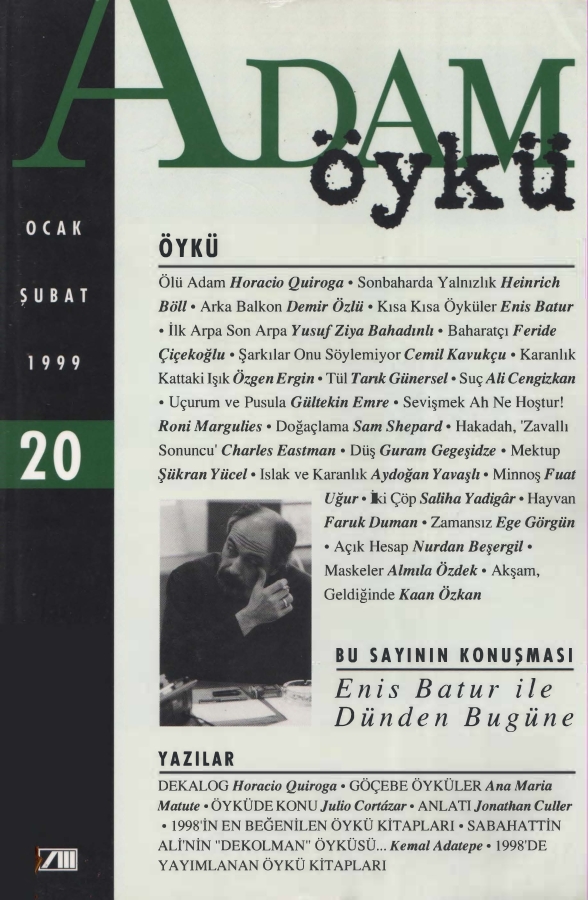 ADAM
öykü
OCAK
ŞUBAT
1999
20
ÖYKÜ
Ölü Adam Horacio Quiroga • Sonbaharda Yalnızlık Heinrich
Böll • Arka Balkon Demir Özlü • Kısa Kısa Öyküler Enis Batur
• İlk Arpa Son Arpa Yusuf Ziya Bahadınlı • Baharatçı Feride
Çiçekoğlu • Şarkılar Onu Söylemiyor Cemil Kavukçu • Karanlık
Kattaki Işık Özgen Ergin • Tül Tarık Günersel • Suç Ali Cengizkan
• Uçurum ve Pusula Gültekin Emre • Sevişmek Ah Ne Hoştur!
Roni Margulies • Doğaçlama Sam Shepard • Hakadah, 'Zavallı
Sonuncu' Charles Eastman • Düş Guram Gegeşidze • Mektup
Şükran Yücel • Islak ve Karanlık Aydoğan Yavaşlı • Minnoş Fuat
Uğur • İki Çöp Saliha Yadigâr • Hayvan
Faruk Duman • Zamansız Ege Görgün
• Açık Hesap Nurdan Beşergil •
Maskeler Almıla Özdek • Akşam,
Geldiğinde Kaan Özkan
BU SAYININ KONUŞMASI
Enis Batur ile
Dünden Bugüne
YAZILAR
DEKALOG Horacio Quiroga • GÖÇEBE ÖYKÜLER Ana Maria
Matute • ÖYKÜDE KONU Julio Cortázar • ANLATI Jonathan Culler
• 1998'İN EN BEĞENİLEN ÖYKÜ KİTAPLARI • SABAHATTİN
ALİ'NİN "DEKOLMAN" ÖYKÜSÜ... Kemal Adatepe • 1998'DE
YAYIMLANAN ÖYKÜ KİTAPLARI